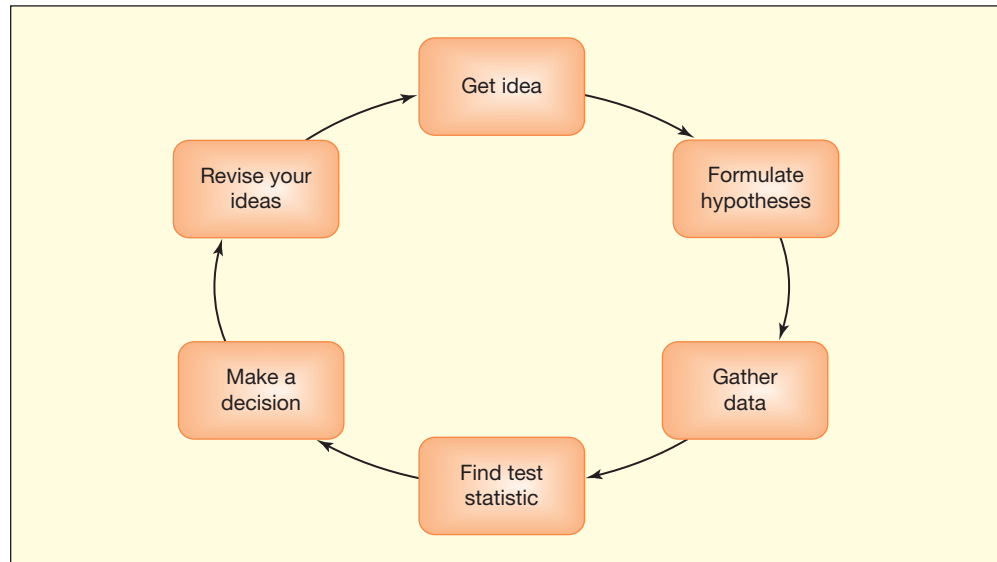 Get idea
Formulate
hypotheses
Gather
data
Find test
statistic
Make a
decision
Revise your
ideas